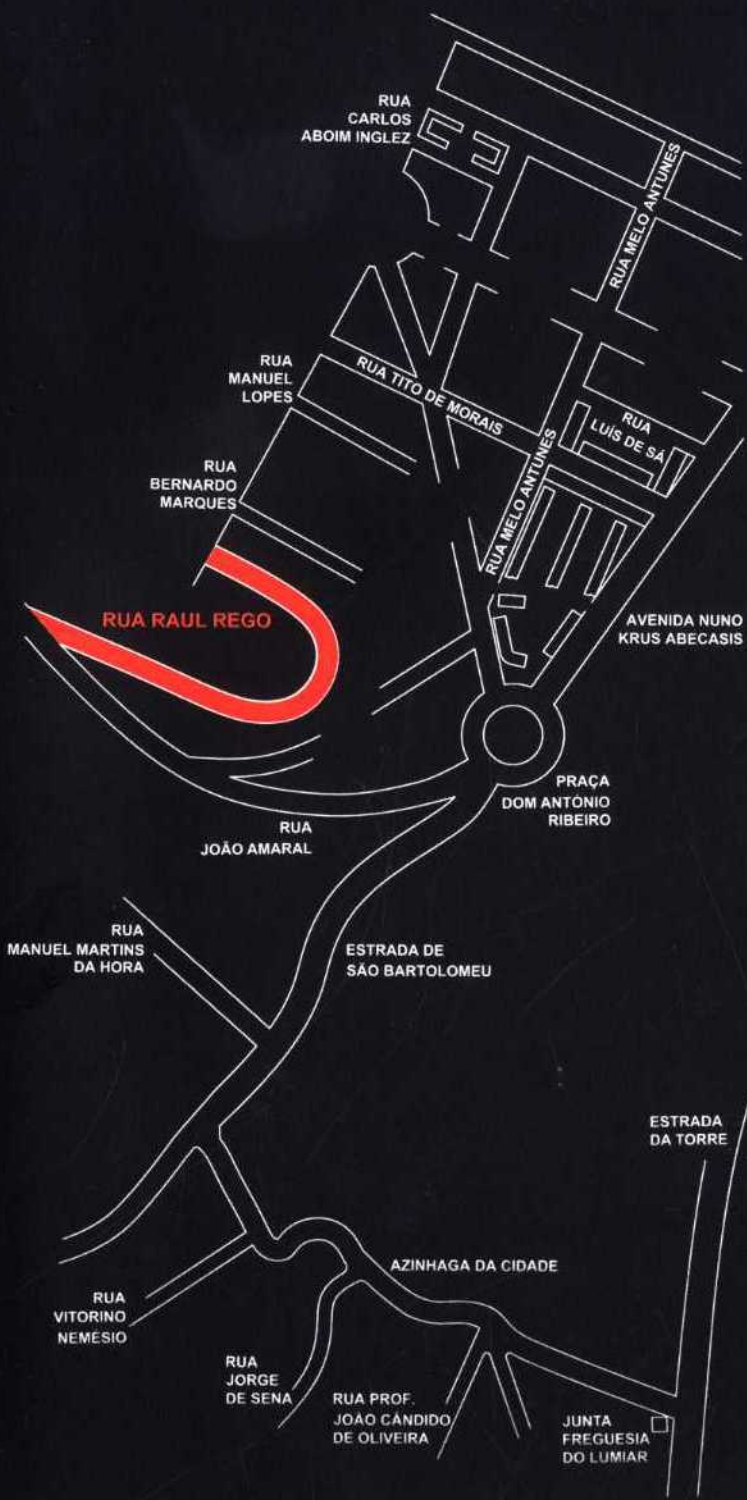 RUA
CARLOS
ABOIM INGLEZ
RUA MELO ANTUNES
RUA
MANUEL
LOPES
RUA TITO DE MORAIS
RUA
LUÍS DE SÁ
RUA MELO ANTUNES
RUA
BERNARDO
MARQUES
RUA RAUL REGO
AVENIDA NUNO
KRUS ABECASIS
PRAÇA
DOM ANTÓNIO
RIBEIRO
RUA
JOÃO AMARAL
RUA
MANUEL MARTINS
DA HORA
ESTRADA DE
SÃO BARTOLOMEU
ESTRADA
DA TORRE
AZINHAGA DA CIDADE
RUA
VITORINO
NEMÉSIO
RUA
JORGE
DE SENA
RUA PROF.
JOÃO CÂNDIDO
DE OLIVEIRA
JUNTA
FREGUESIA
DO LUMIAR